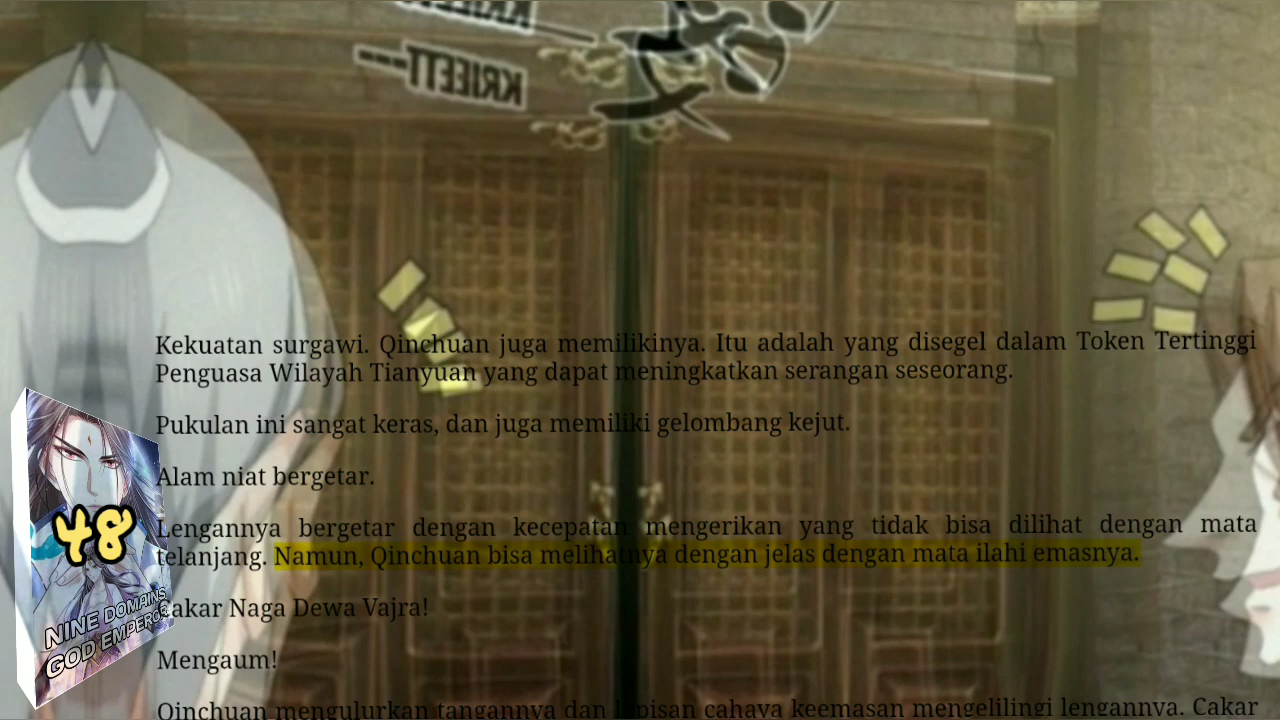 KRIEETT
Kekuatan surgawi. Qinchuan juga memilikinya. Itu adalah yang disegel dalam Token Tertinggi
Penguasa Wilayah Tianyuan yang dapat meningkatkan serangan seseorang.
Pukulan ini sangat keras, dan juga memiliki gelombang kejut.
Alam niat bergetar.
Lengannya bergetar dengan kecepatan mengerikan yang tidak bisa dilihat dengan mata
telanjang. Namun, Qinchuan bisa melihatnya dengan jelas dengan mata ilahi emasnya.
Cakar Naga Dewa Vajra!
Mengaum!
Qinchuan mengulurkan tangannya dan lapisan cahaya keemasan mengelilingi lengannya. Cakar
48
NINE DOMAINS
GOD EMPEROR